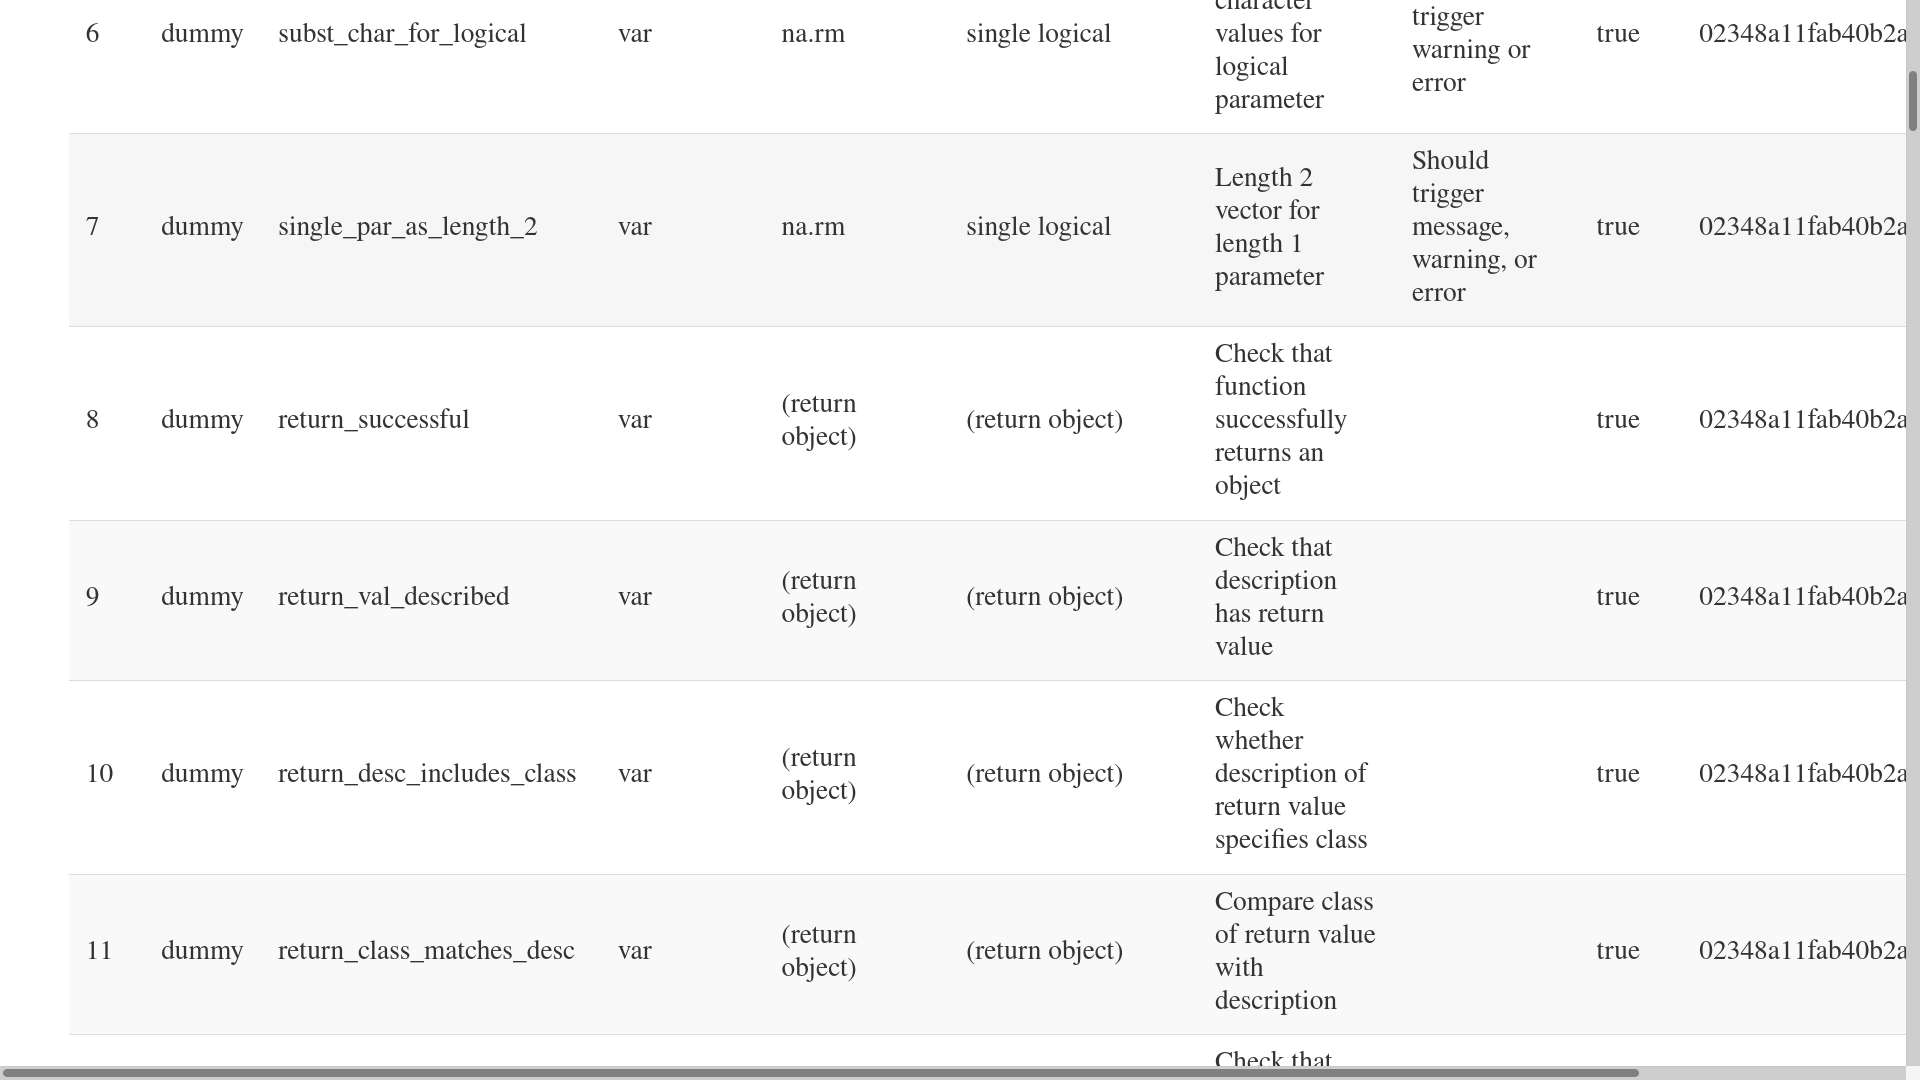 character
6 dummy subst_char_for_logical var na.rm single logical values for logical parameter trigger warning or error true 02348a11fab40b2a
7 dummy single_par_as_length_2 var na.rm single logical Length 2 vector for length 1 parameter Should trigger message, warning, or error true 02348a11fab40b2a
8 dummy return_successful var (return object) (return object) Check that function successfully returns an object true 02348a11fab40b2a
9 dummy return_val_described var (return object) (return object) Check that description has return value true 02348a11fab40b2a
10 dummy return_desc_includes_class var (return object) (return object) Check whether description of return value specifies class true 02348a11fab40b2a
11 dummy return_class_matches_desc var (return object) (return object) Compare class of return value with description true 02348a11fab40b2a
Check that